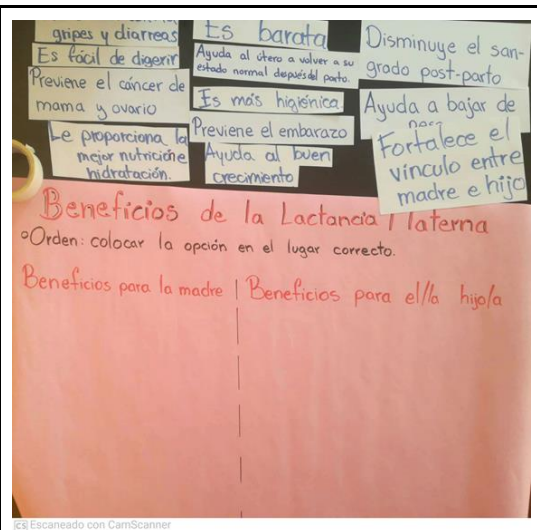 gripes y diarreas
Es fácil de digerir
Previene el cáncer de
mama y ovario
Le proporciona la
mejor nutrición e
hidratación.
Es barata
Ayuda al útero a volver a su
estado normal después del parto.
Es más higiénica.
Previene el embarazo
Ayuda al buen
crecimiento
Disminuye el san-
grado post-parto
Ayuda a bajar de
Fortalece el
vínculo entre
madre e hijo
Beneficios de la Lactancia Materna
Orden: colocar la opción en el lugar correcto.
Beneficios para la madre | Beneficios para el/la hijo/a
CS Escaneado con CamScanner